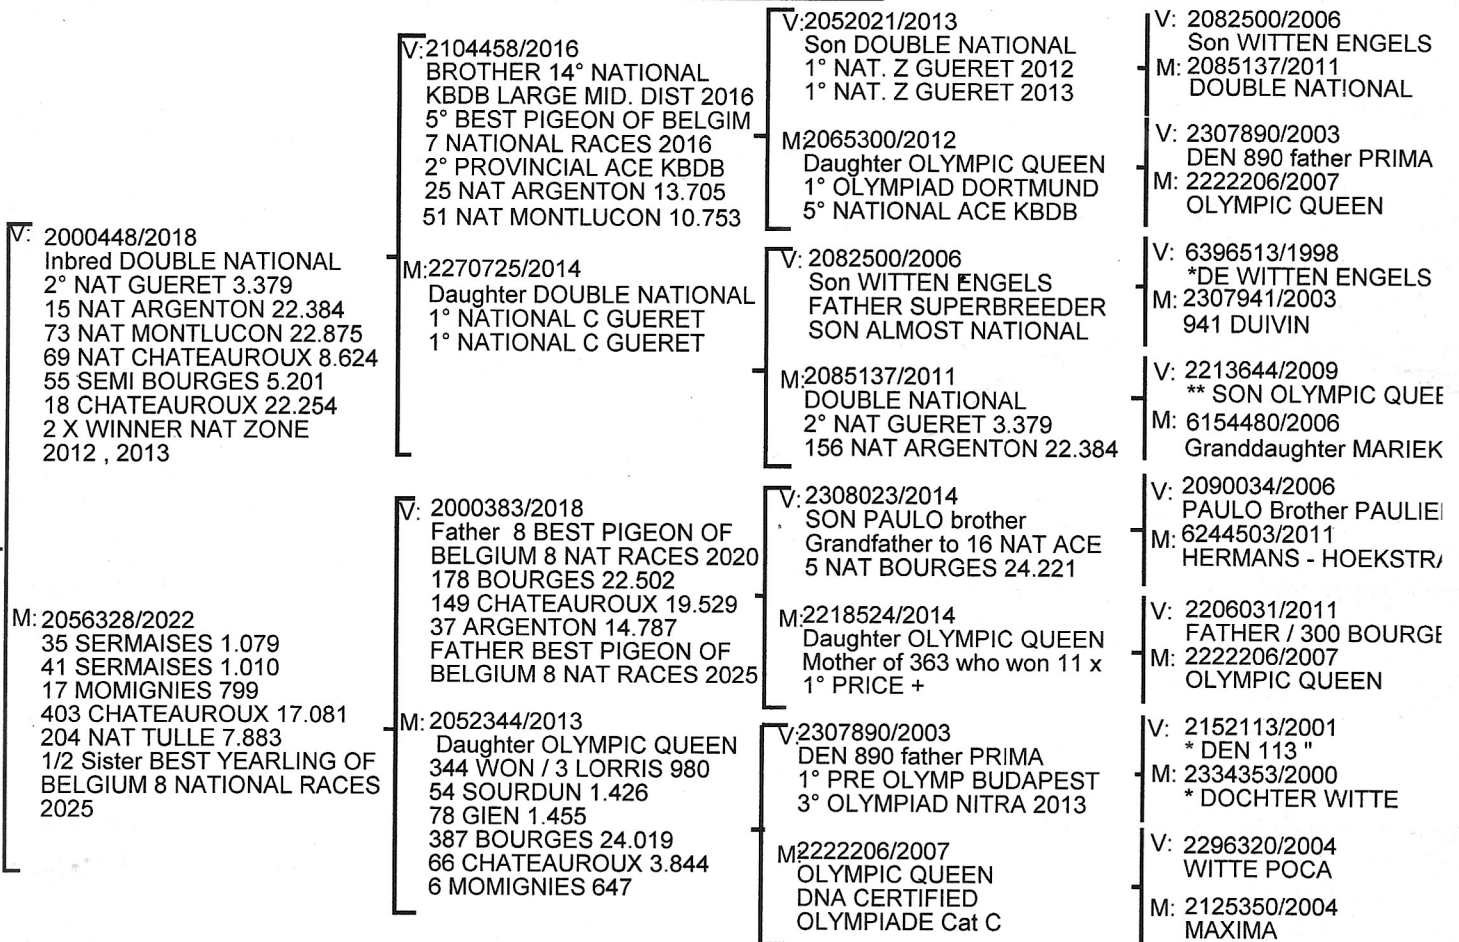 V: 2000448/2018
Inbred DOUBLE NATIONAL
2° NAT GUERET 3.379
15 NAT ARGENTON 22.384
73 NAT MONTLUCON 22.875
69 NAT CHATEAUROUX 8.624
55 SEMI BOURGES 5.201
18 CHATEAUROUX 22.254
2 X WINNER NAT ZONE
2012 , 2013
M: 2056328/2022
35 SERMAISES 1.079
41 SERMAISES 1.010
17 MOMIGNIES 799
403 CHATEAUROUX 17.081
204 NAT TULLE 7.883
1/2 Sister BEST YEARLING OF
BELGIUM 8 NATIONAL RACES
2025
V: 2104458/2016
BROTHER 14° NATIONAL
KBDB LARGE MID. DIST 2016
5° BEST PIGEON OF BELGIM
7 NATIONAL RACES 2016
2° PROVINCIAL ACE KBDB
25 NAT ARGENTON 13.705
51 NAT MONTLUCON 10.753
M: 2270725/2014
Daughter DOUBLE NATIONAL
1° NATIONAL C GUERET
1° NATIONAL C GUERET
V: 2000383/2018
Father 8 BEST PIGEON OF
BELGIUM 8 NAT RACES 2020
178 BOURGES 22.502
149 CHATEAUROUX 19.529
37 ARGENTON 14.787
FATHER BEST PIGEON OF
BELGIUM 8 NAT RACES 2025
M: 2052344/2013
Daughter OLYMPIC QUEEN
344 WON / 3 LORRIS 980
54 SOURDUN 1.426
78 GIEN 1.455
387 BOURGES 24.019
66 CHATEAUROUX 3.844
6 MOMIGNIES 647
V: 2052021/2013
Son DOUBLE NATIONAL
1° NAT. Z GUERET 2012
1° NAT. Z GUERET 2013
M: 2065300/2012
Daughter OLYMPIC QUEEN
1° OLYMPIAD DORTMUND
5° NATIONAL ACE KBDB
V: 2082500/2006
Son WITTEN ENGELS
FATHER SUPERBREEDER
SON ALMOST NATIONAL
M: 2085137/2011
DOUBLE NATIONAL
2° NAT GUERET 3.379
156 NAT ARGENTON 22.384
V: 2308023/2014
SON PAULO brother
Grandfather to 16 NAT ACE
5 NAT BOURGES 24.221
M: 2218524/2014
Daughter OLYMPIC QUEEN
Mother of 363 who won 11 x
1° PRICE +
V: 2307890/2003
DEN 890 father PRIMA
1° PRE OLYMP BUDAPEST
3° OLYMPIAD NITRA 2013
M: 2222206/2007
OLYMPIC QUEEN
DNA CERTIFIED
OLYMPIADE Cat C
V: 2082500/2006
Son WITTEN ENGELS
M: 2085137/2011
DOUBLE NATIONAL
V: 2307890/2003
DEN 890 father PRIMA
M: 2222206/2007
OLYMPIC QUEEN
V: 6396513/1998
*DE WITTEN ENGELS
M: 2307941/2003
941 DUIVIN
V: 2213644/2009
** SON OLYMPIC QUEE
M: 6154480/2006
Granddaughter MARIEK
V: 2090034/2006
PAULO Brother PAULIE
M: 6244503/2011
HERMANS - HOEKSTR
V: 2206031/2011
FATHER / 300 BOURGE
M: 2222206/2007
OLYMPIC QUEEN
V: 2152113/2001
* DEN 113 "
M: 2334353/2000
* DOCHTER WITTE
V: 2296320/2004
WITTE POCA
M: 2125350/2004
MAXIMA